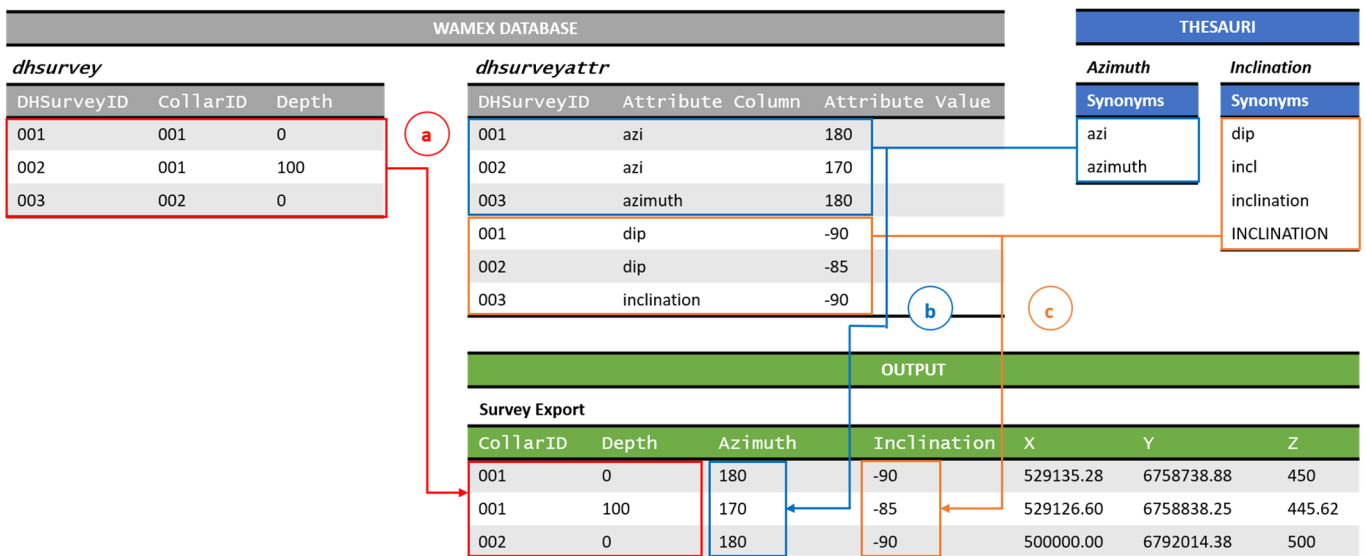 WAMEX DATABASE
THESAURI
dhsurvey
DHSurveyID CollarID Depth
001 001 0
002 001 100
003 002 0
a
dhsurveyattr
DHSurveyID Attribute Column Attribute Value
001 azi 180
002 azi 170
003 azimuth 180
001 dip -90
002 dip -85
003 inclination -90
Azimuth
Synonyms
azi
azimuth
Inclination
Synonyms
dip
incl
inclination
INCLINATION
b
c
OUTPUT
Survey Export
CollarID Depth Azimuth Inclination X Y Z
001 0 180 -90 529135.28 6758738.88 450
001 100 170 -85 529126.60 6758838.25 445.62
002 0 180 -90 500000.00 6792014.38 500